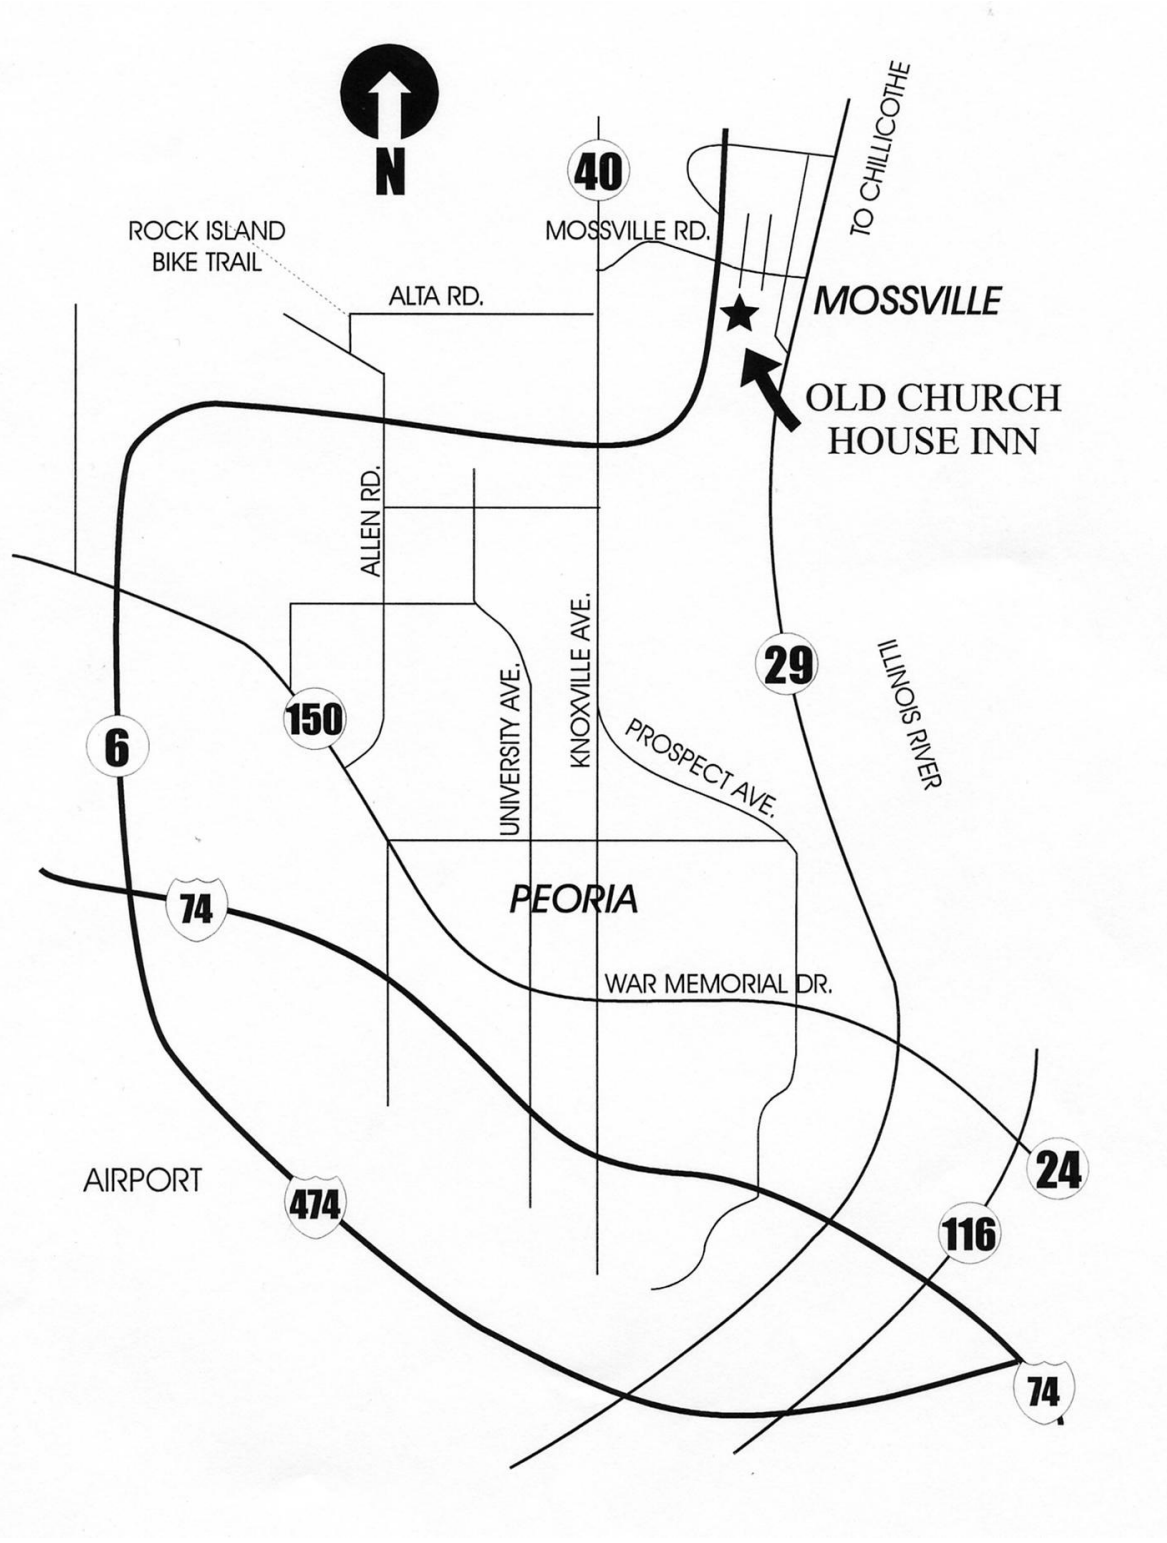 N
40
TO CHILLICOTHE
ROCK ISLAND
BIKE TRAIL
MOSSVILLE RD.
ALTA RD.
MOSSVILLE
OLD CHURCH
HOUSE INN
ALLEN RD.
KNOXVILLE AVE.
29
ILLINOIS RIVER
150
6
UNIVERSITY AVE.
PROSPECT AVE.
74
PEORIA
WAR MEMORIAL DR.
24
AIRPORT
474
116
74